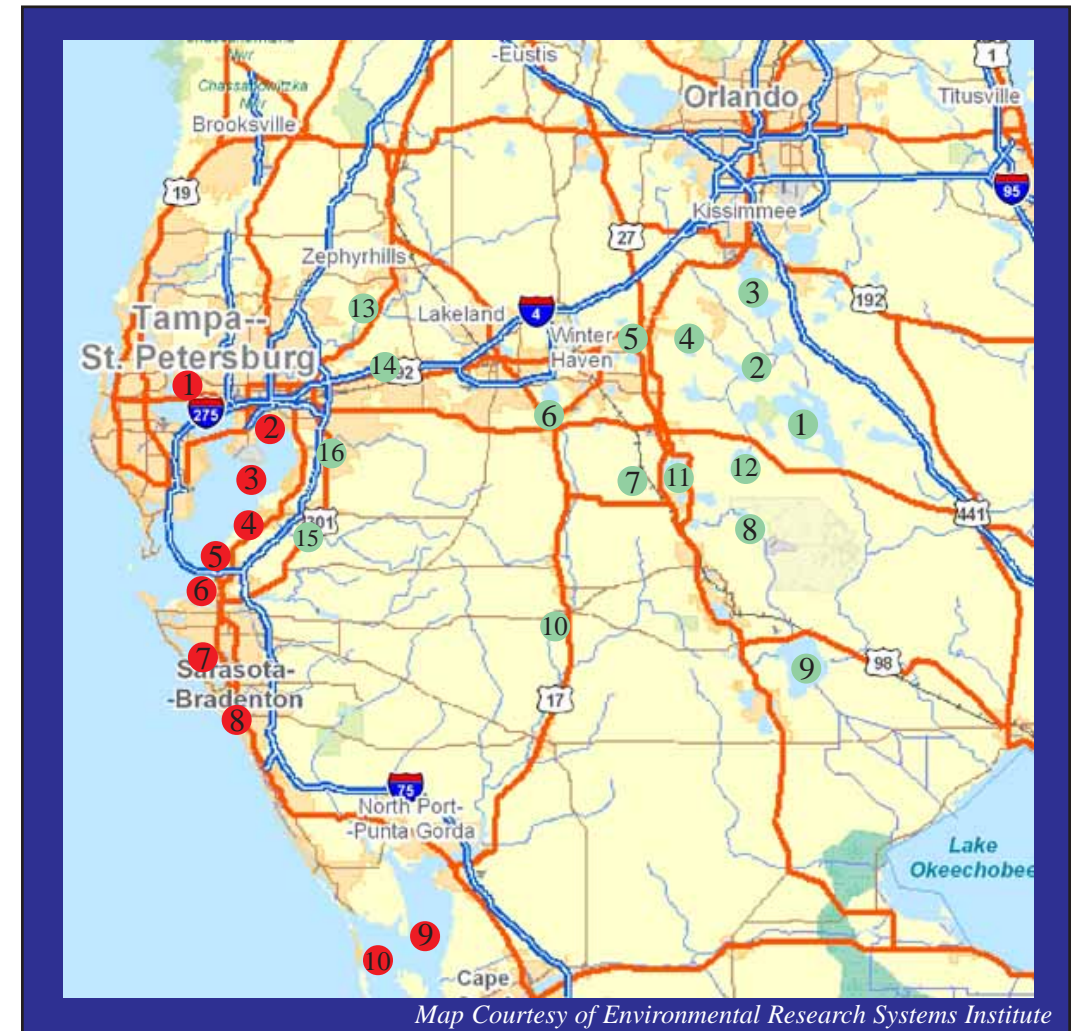 Chassahowitzka
Nwr
Chassahowitzka
Nwr
-Eustis
1
Orlando
Titusville
Brooksville
19
95
Kissimmee
27
Zephyrhills
3
192
13
Lakeland
4
Tampa--
St. Petersburg
Winter
Haven
5
4
14
92
2
1
275
6
1
2
16
12
3
7
11
301
441
4
15
8
5
6
10
7
9
98
Sarasota-
-Bradenton
17
8
75
North Port-
-Punta Gorda
Lake
Okeechobee
9
10
Cape
Map Courtesy of Environmental Research Systems Institute